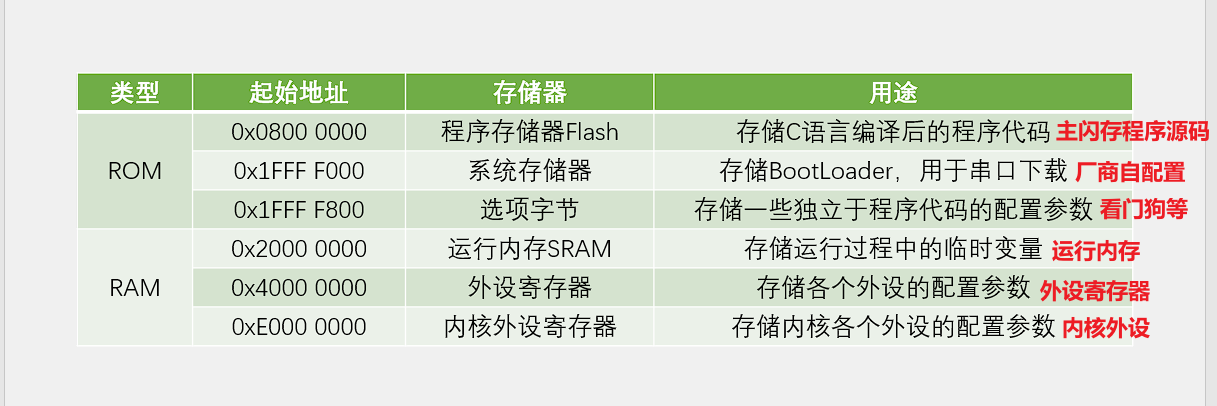 类型 起始地址 存储器 用途
ROM 0x0800 0000 程序存储器Flash 存储C语言编译后的程序代码 主闪存程序源码
0x1FFF F000 系统存储器 存储BootLoader，用于串口下载 厂商自配置
0x1FFF F800 选项字节 存储一些独立于程序代码的配置参数 看门狗等
RAM 0x2000 0000 运行内存SRAM 存储运行过程中的临时变量 运行内存
0x4000 0000 外设寄存器 存储各个外设的配置参数 外设寄存器
0xE000 0000 内核外设寄存器 存储内核各个外设的配置参数 内核外设